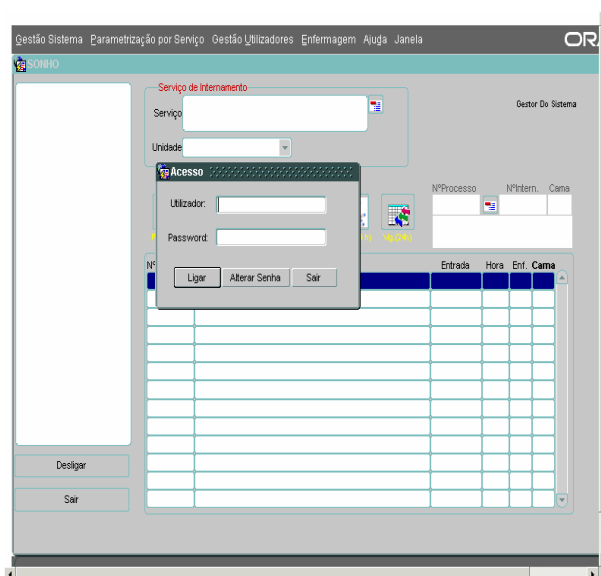 Gestão Sistema Parametrização por Serviço Gestão Utilizadores Enfermagem Ajuda Janela
SONHO
Serviço de Internamento
Serviço
Gestor Do Sistema
Unidade
Acesso
NºProcesso NºIntern. Cama
Utilizador:
Password:
Ligar Alterar Senha Sair
Entrada Hora Enf. Cama
Desligar
Sair